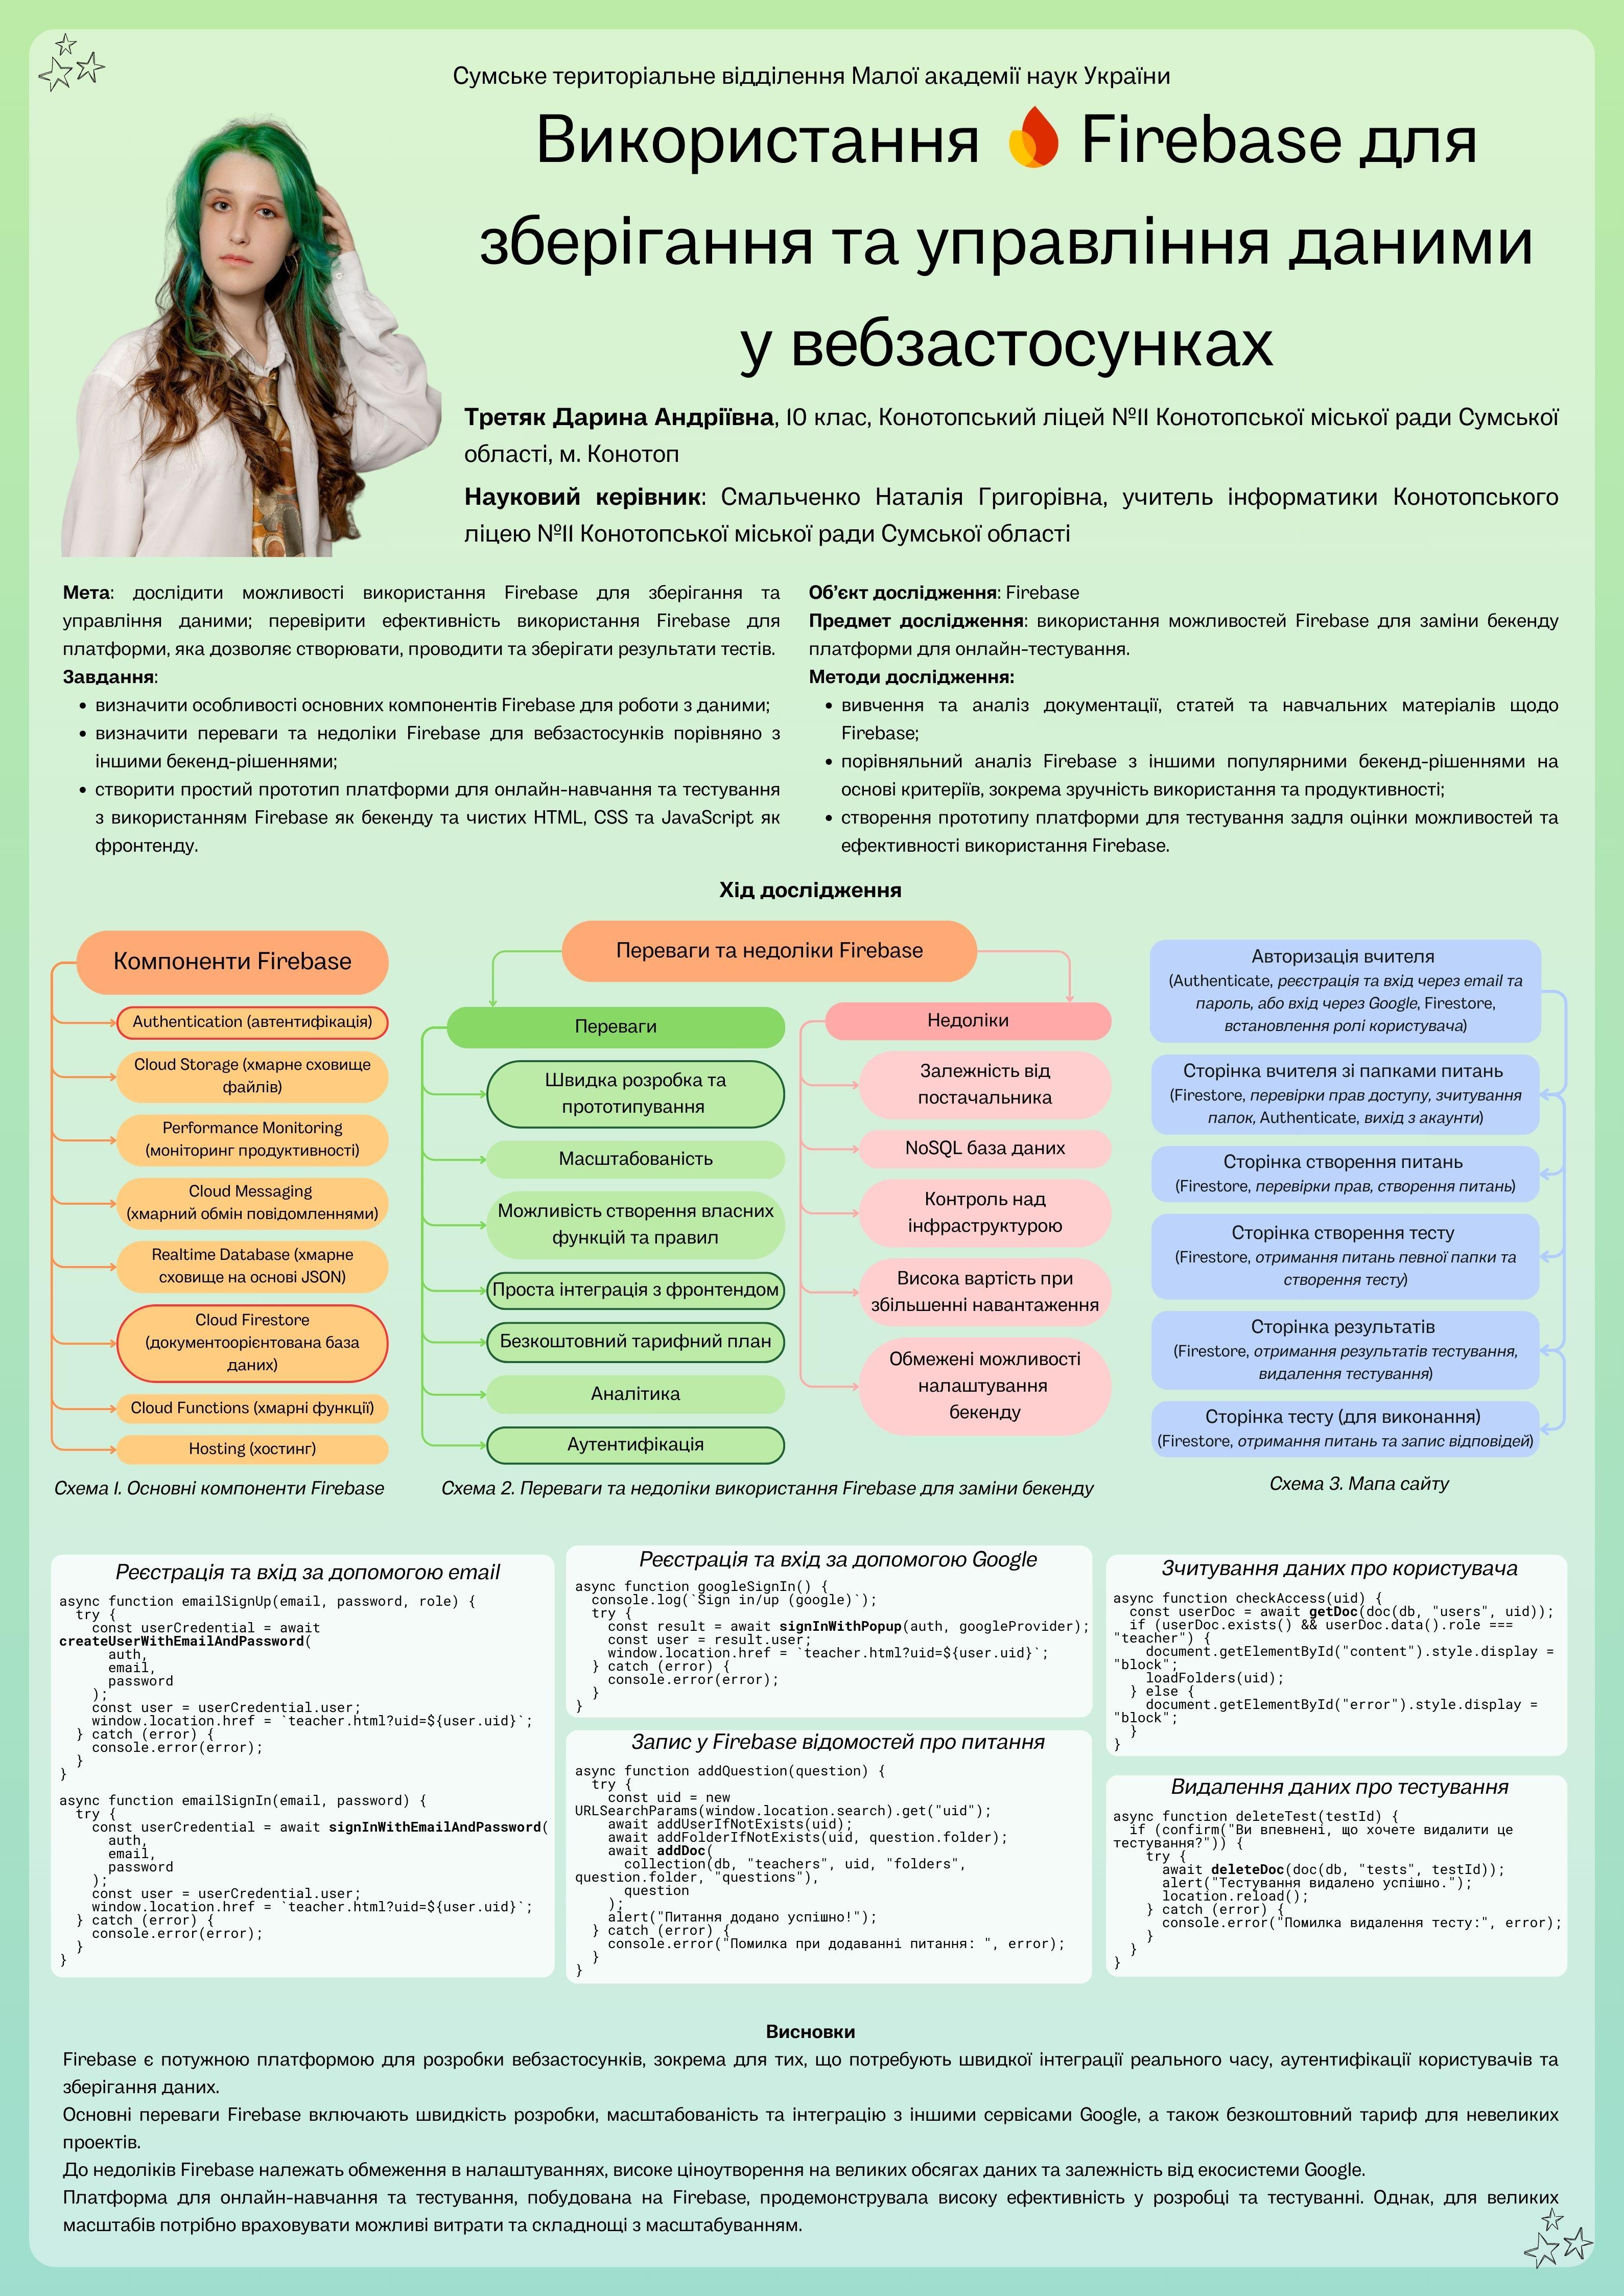 Сумське територіальне відділення Малої академії наук України
Використання Firebase для
зберігання та управління даними
у вебзастосунках
Третяк Дарина Андріївна, 10 клас, Конотопський ліцей №11 Конотопської міської ради Сумської
області, м. Конотоп
Науковий керівник: Смальченко Наталія Григорівна, учитель інформатики Конотопського
ліцею №11 Конотопської міської ради Сумської області
Мета: дослідити можливості використання Firebase для зберігання та
управління даними; перевірити ефективність використання Firebase для
платформи, яка дозволяє створювати, проводити та зберігати результати тестів.
Завдання:
• визначити особливості основних компонентів Firebase для роботи з даними;
• визначити переваги та недоліки Firebase для вебзастосунків порівняно з
іншими бекенд-рішеннями;
• створити простий прототип платформи для онлайн-навчання та тестування
з використанням Firebase як бекенду та чистих HTML, CSS та JavaScript як
фронтенду.
Об’єкт дослідження: Firebase
Предмет дослідження: використання можливостей Firebase для заміни бекенду
платформи для онлайн-тестування.
Методи дослідження:
• вивчення та аналіз документації, статей та навчальних матеріалів щодо
Firebase;
• порівняльний аналіз Firebase з іншими популярними бекенд-рішеннями на
основі критеріїв, зокрема зручність використання та продуктивності;
• створення прототипу платформи для тестування задля оцінки можливостей та
ефективності використання Firebase.
Хід дослідження
Компоненти Firebase
Authentication (автентифікація)
Cloud Storage (хмарне сховище
файлів)
Performance Monitoring
(моніторинг продуктивності)
Cloud Messaging
(хмарний обмін повідомленнями)
Realtime Database (хмарне
сховище на основі JSON)
Cloud Firestore
(документоорієнтована база
даних)
Cloud Functions (хмарні функції)
Hosting (хостинг)
Схема 1. Основні компоненти Firebase
Переваги та недоліки Firebase
Переваги
Швидка розробка та
прототипування
Масштабованість
Можливість створення власних
функцій та правил
Проста інтеграція з фронтендом
Безкоштовний тарифний план
Аналітика
Аутентифікація
Недоліки
Залежність від
постачальника
NoSQL база даних
Контроль над
інфраструктурою
Висока вартість при
збільшенні навантаження
Обмежені можливості
налаштування
бекенду
Схема 2. Переваги та недоліки використання Firebase для заміни бекенду
Авторизація вчителя
(Authenticate, реєстрація та вхід через email та
пароль, або вхід через Google, Firestore,
встановлення ролі користувача)
Сторінка вчителя зі папками питань
(Firestore, перевірки прав доступу, зчитування
папок, Authenticate, вихід з акаунти)
Сторінка створення питань
(Firestore, перевірки прав, створення питань)
Сторінка створення тесту
(Firestore, отримання питань певної папки та
створення тесту)
Сторінка результатів
(Firestore, отримання результатів тестування,
видалення тестування)
Сторінка тесту (для виконання)
(Firestore, отримання питань та запис відповідей)
Схема 3. Мапа сайту
Реєстрація та вхід за допомогою email
async function emailSignUp(email, password, role) {
  try {
    const userCredential = await
createUserWithEmailAndPassword(
      auth,
      email,
      password
    );
    const user = userCredential.user;
    window.location.href = `teacher.html?uid=${user.uid}`;
  } catch (error) {
    console.error(error);
  }
}
async function emailSignIn(email, password) {
  try {
    const userCredential = await signInWithEmailAndPassword(
      auth,
      email,
      password
    );
    const user = userCredential.user;
    window.location.href = `teacher.html?uid=${user.uid}`;
  } catch (error) {
    console.error(error);
  }
}
Реєстрація та вхід за допомогою Google
async function googleSignIn() {
  console.log(`Sign in/up (google)`);
  try {
    const result = await signInWithPopup(auth, googleProvider);
    const user = result.user;
    window.location.href = `teacher.html?uid=${user.uid}`;
  } catch (error) {
    console.error(error);
  }
}
Запис у Firebase відомостей про питання
async function addQuestion(question) {
  try {
    const uid = new
URLSearchParams(window.location.search).get("uid");
    await addUserIfNotExists(uid);
    await addFolderIfNotExists(uid, question.folder);
    await addDoc(
      collection(db, "teachers", uid, "folders",
question.folder, "questions"),
      question
    );
    alert("Питання додано успішно!");
  } catch (error) {
    console.error("Помилка при додаванні питання: ", error);
  }
}
Зчитування даних про користувача
async function checkAccess(uid) {
  const userDoc = await getDoc(doc(db, "users", uid));
  if (userDoc.exists() && userDoc.data().role ===
"teacher") {
    document.getElementById("content").style.display =
"block";
    loadFolders(uid);
  } else {
    document.getElementById("error").style.display =
"block";
  }
}
Видалення даних про тестування
async function deleteTest(testId) {
  if (confirm("Ви впевнені, що хочете видалити це
тестування?")) {
    try {
      await deleteDoc(doc(db, "tests", testId));
      alert("Тестування видалено успішно.");
      location.reload();
    } catch (error) {
      console.error("Помилка видалення тесту:", error);
    }
  }
}
Висновки
Firebase є потужною платформою для розробки вебзастосунків, зокрема для тих, що потребують швидкої інтеграції реального часу, аутентифікації користувачів та
зберігання даних.
Основні переваги Firebase включають швидкість розробки, масштабованість та інтеграцію з іншими сервісами Google, а також безкоштовний тариф для невеликих
проектів.
До недоліків Firebase належать обмеження в налаштуваннях, високе ціноутворення на великих обсягах даних та залежність від екосистеми Google.
Платформа для онлайн-навчання та тестування, побудована на Firebase, продемонструвала високу ефективність у розробці та тестуванні. Однак, для великих
масштабів потрібно враховувати можливі витрати та складнощі з масштабуванням.